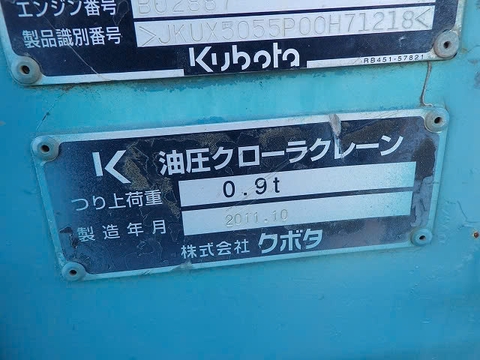 エンジン番号
製品識別番号 >JKUX3055P00H71218<
Kubota
RB451-57821
K 油圧クローラクレーン
つり上荷重 0.9t
製造年月 2011.10
株式会社 クボタ